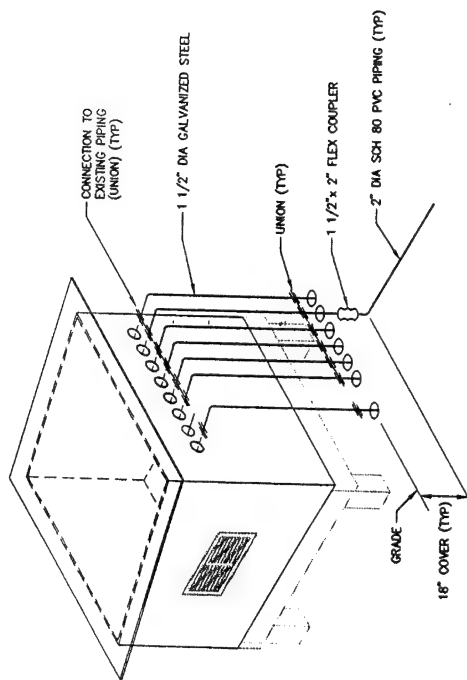 CONNECTION TO
EXISTING PIPING
(UNION) (TYP)
1 1/2" DIA GALVANIZED STEEL
UNION (TYP)
1 1/2"x 2" FLEX COUPLER
2" DIA SCH 80 PVC PIPING (TYP)
GRADE
18" COVER (TYP)